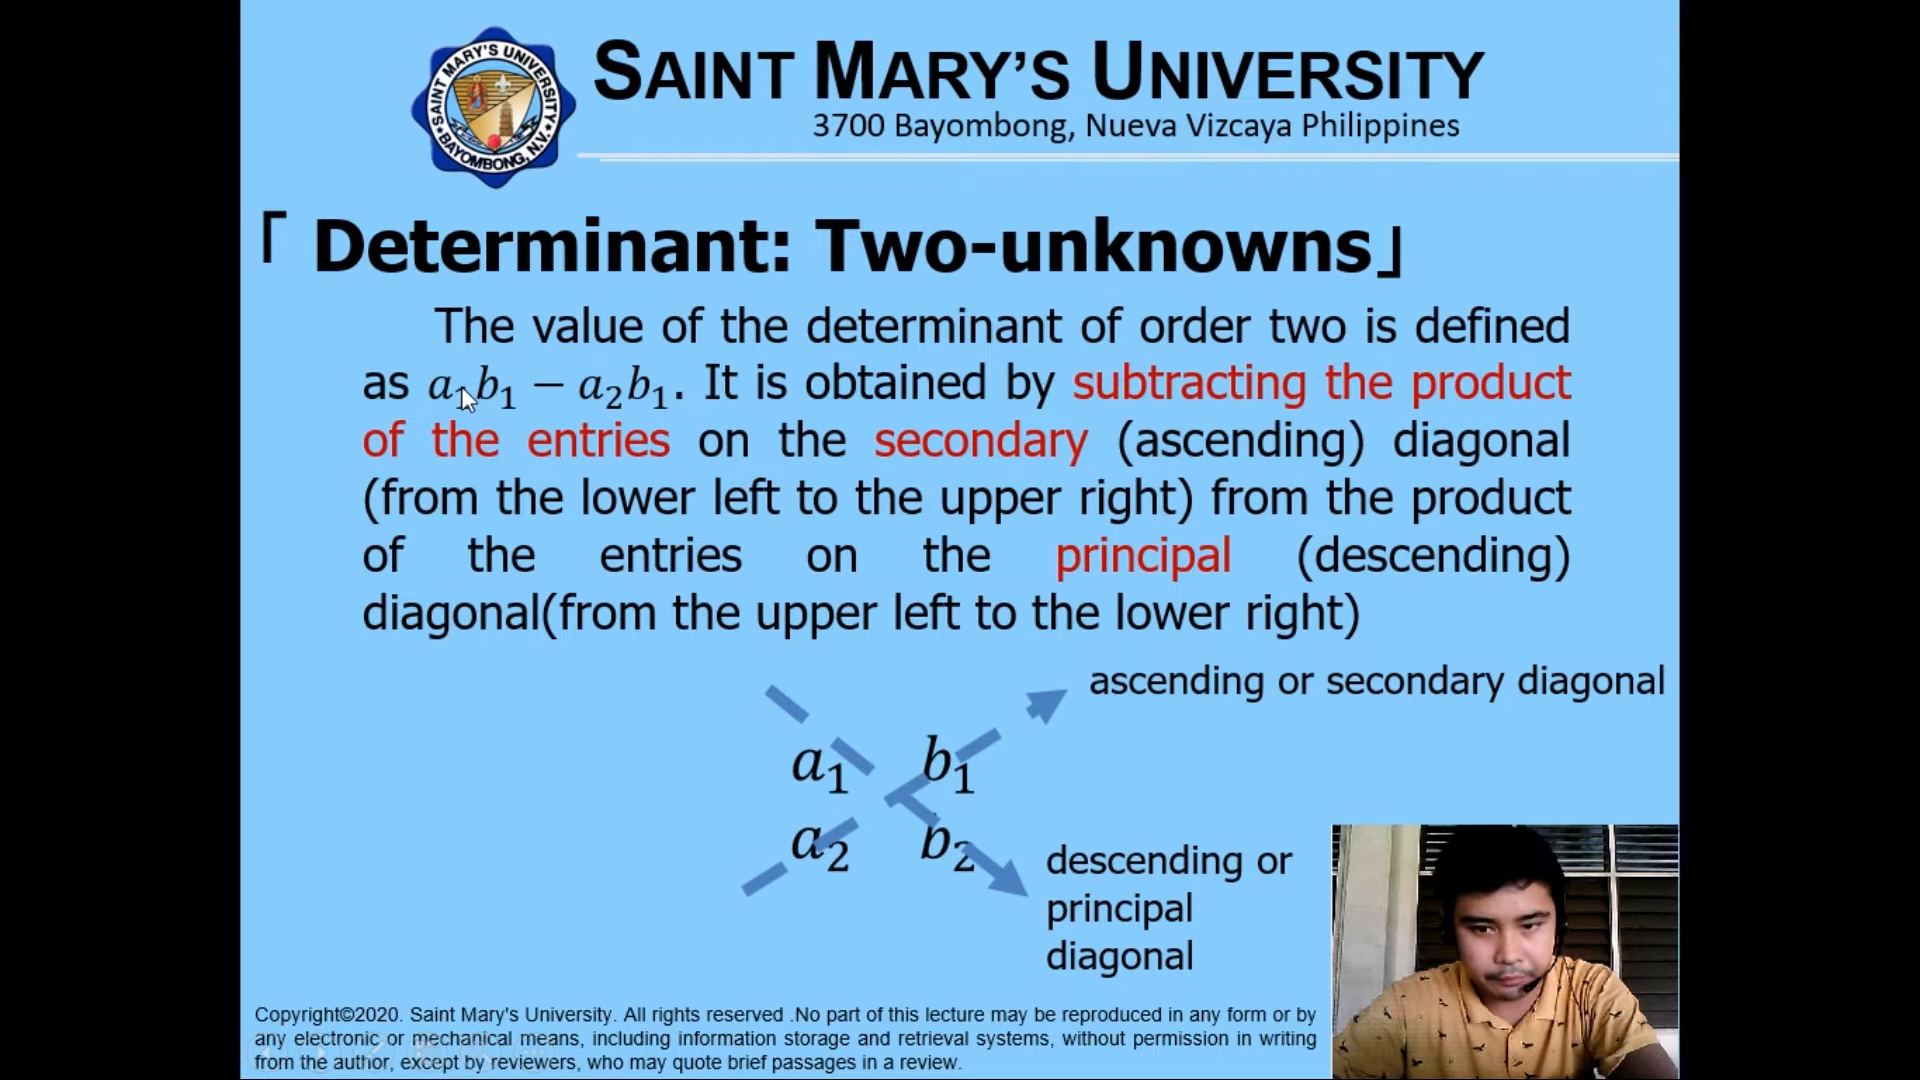 SAINT MARY'S UNIVERSITY
BAYOMBONG, N.V.
SAINT MARY'S UNIVERSITY
3700 Bayombong, Nueva Vizcaya Philippines
「 Determinant: Two-unknowns」
The value of the determinant of order two is defined
as a₁b₁ − a₂b₁. It is obtained by subtracting the product
of the entries on the secondary (ascending) diagonal
(from the lower left to the upper right) from the product
of the entries on the principal (descending)
diagonal(from the upper left to the lower right)
ascending or secondary diagonal
a₁ b₁
a₂ b₂
descending or
principal
diagonal
Copyright©2020. Saint Mary's University. All rights reserved .No part of this lecture may be reproduced in any form or by
any electronic or mechanical means, including information storage and retrieval systems, without permission in writing
from the author, except by reviewers, who may quote brief passages in a review.